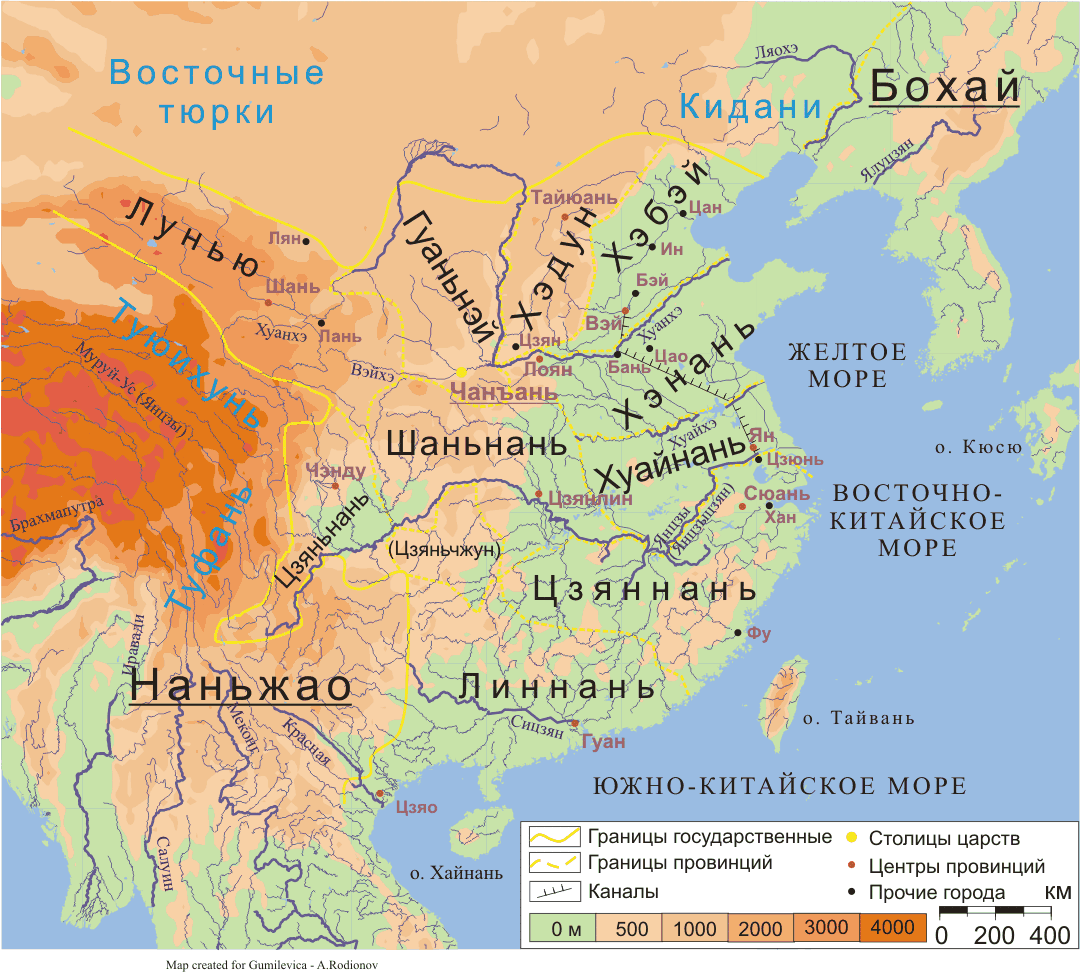 Восточные
тюрки
Ляохэ
Бохай
Кидани
Ялуцзян
Лунью
Лян
Шань
Лань
Хуанхэ
Гуаньнэй
Тайюань
Хэдун
Хэбэй
Цан
Ин
Бэй
Вэй
Хуанхэ
Цзян
Лоян
Бань
Цао
Хэнань
ЖЕЛТОЕ
МОРЕ
Туюйхунь
Муруй-Ус (Янцзы)
Вэйхэ
Чанъань
Шаньнань
Хуайхэ
Хуайнань
Ян
Цзюнь
о. Кюсю
Чэнду
Цзянлин
Сюань
Хан
ВОСТОЧНО-
КИТАЙСКОЕ
МОРЕ
Брахмапутра
Туфань
Цзяньнань
(Цзяньчжун)
Янцзы
(Янцзыцзян)
Цзяннань
Фу
Иравади
Наньжао
Линнань
Меконг
Красная
Сицзян
Гуан
о. Тайвань
Цзяо
ЮЖНО-КИТАЙСКОЕ МОРЕ
Салуин
о. Хайнань
Границы государственные
Границы провинций
Каналы
Столицы царств
Центры провинций
Прочие города
км
0 м 500 1000 2000 3000 4000
0 200 400
Map created for Gumilevica - A.Rodionov